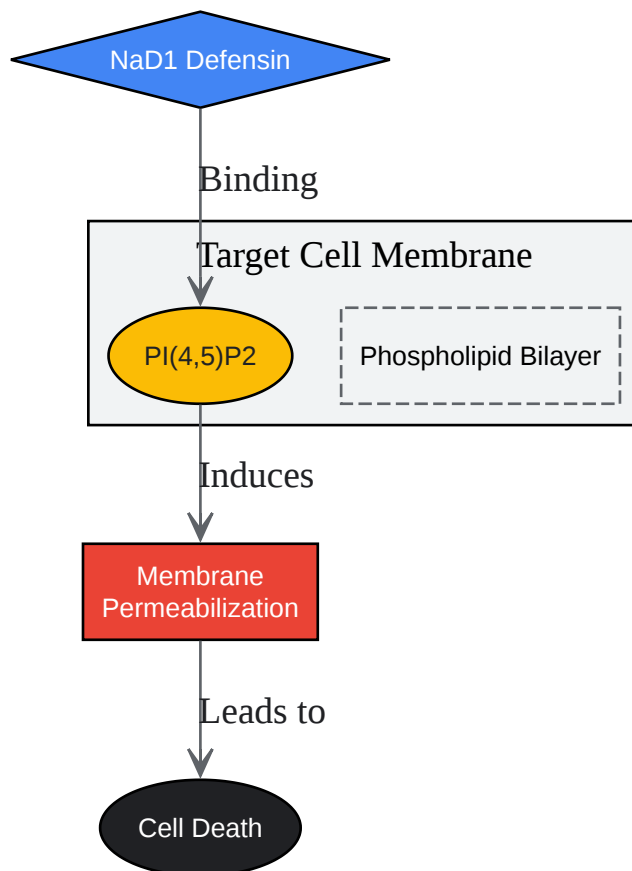 NaD1 Defensin
Binding
Target Cell Membrane
PI(4,5)P2
Phospholipid Bilayer
Induces
Membrane
Permeabilization
Leads to
Cell Death